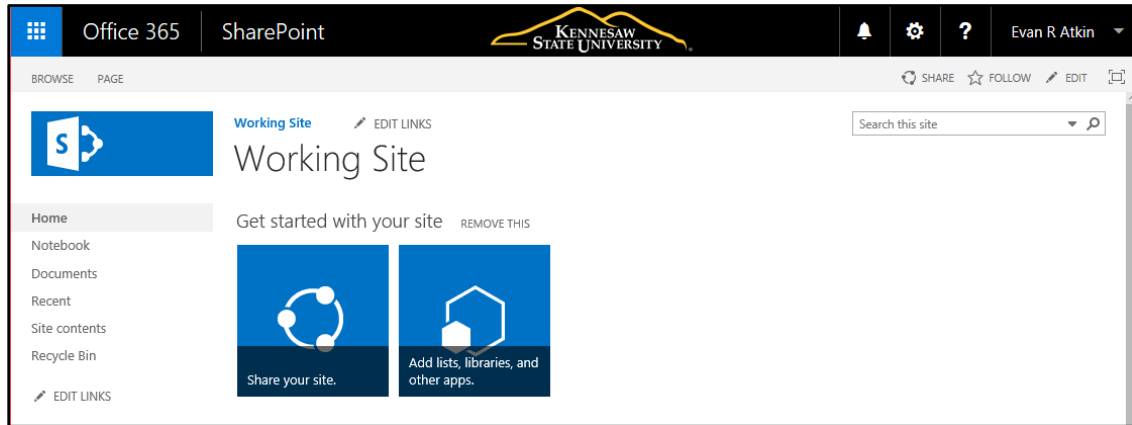 Office 365 SharePoint KENNESAW STATE UNIVERSITY ? Evan R Atkin
BROWSE PAGE SHARE FOLLOW EDIT
S
Working Site EDIT LINKS
Search this site
Working Site
Home
Notebook
Documents
Recent
Site contents
Recycle Bin
EDIT LINKS
Get started with your site REMOVE THIS
Share your site.
Add lists, libraries, and
other apps.